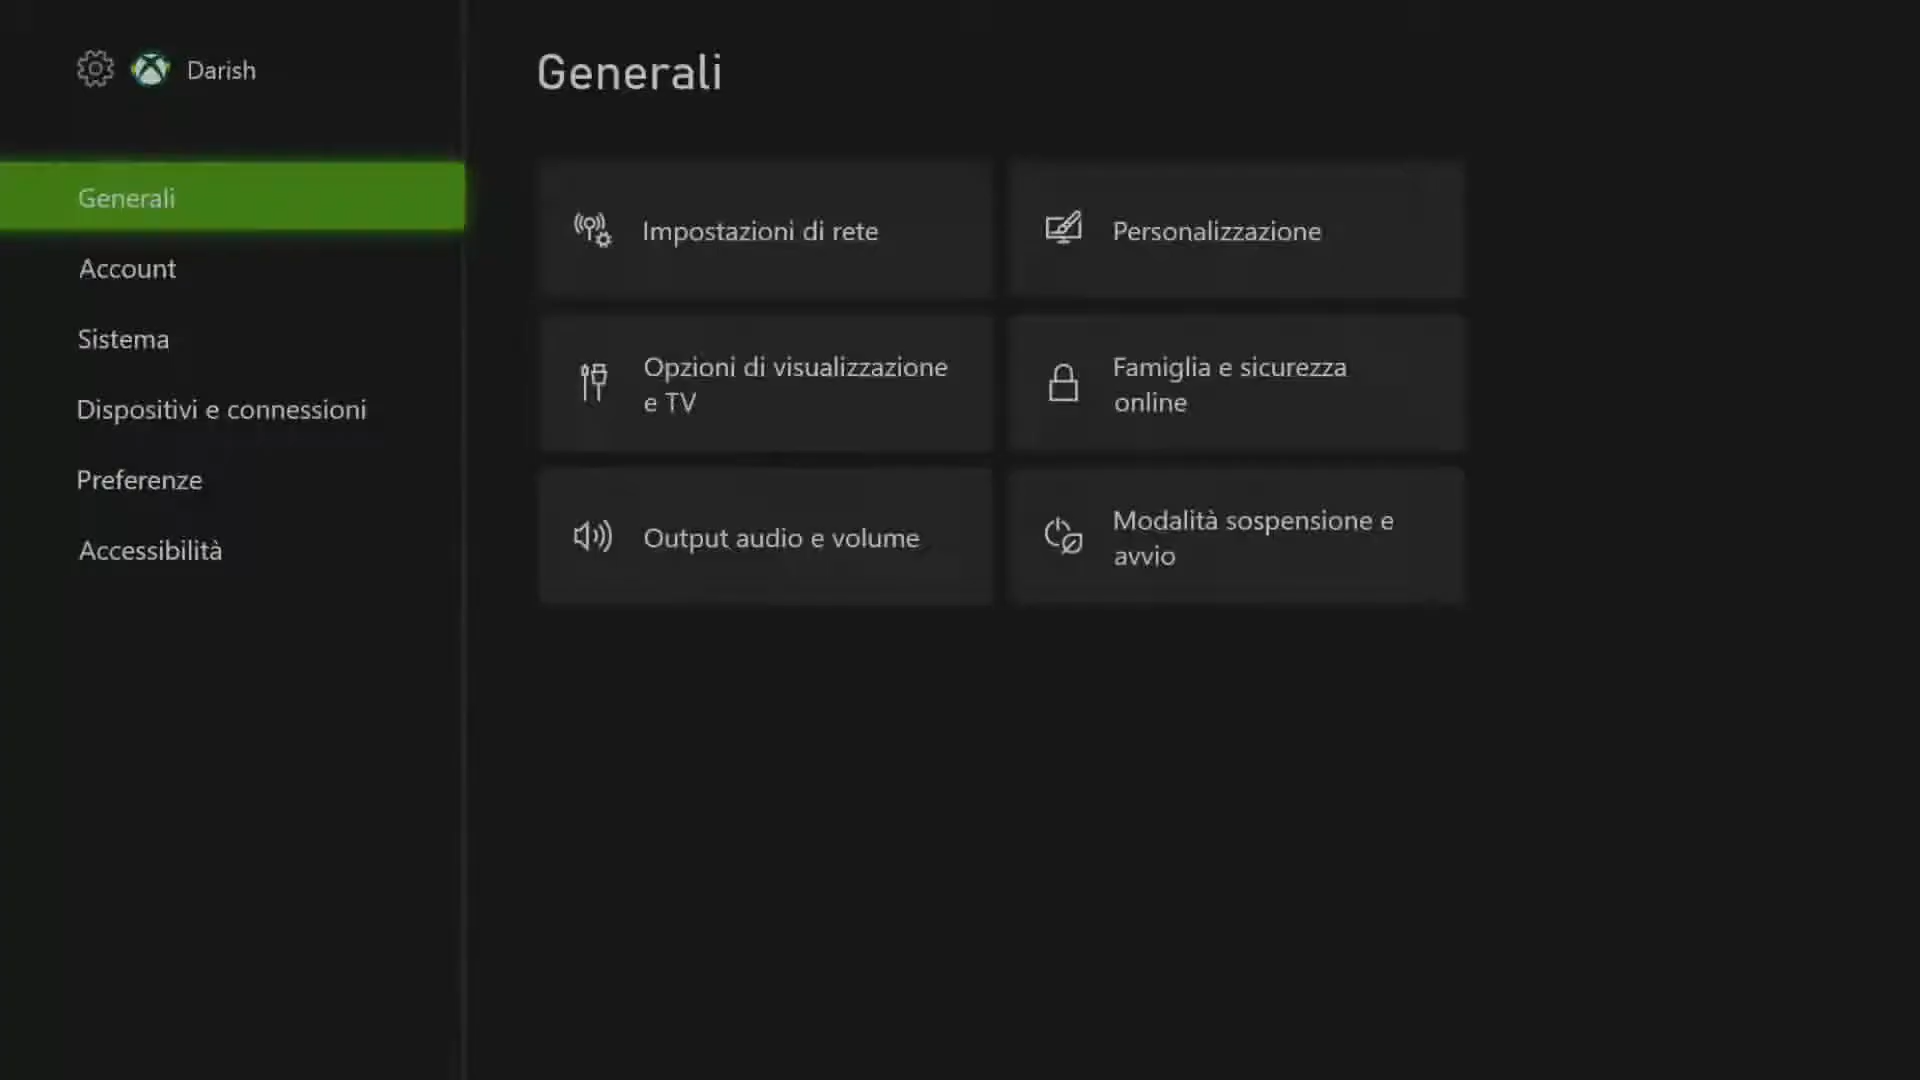 Darish
Generali
Account
Sistema
Dispositivi e connessioni
Preferenze
Accessibilità
Generali
Impostazioni di rete
Personalizzazione
Opzioni di visualizzazione
e TV
Famiglia e sicurezza
online
Output audio e volume
Modalità sospensione e
avvio